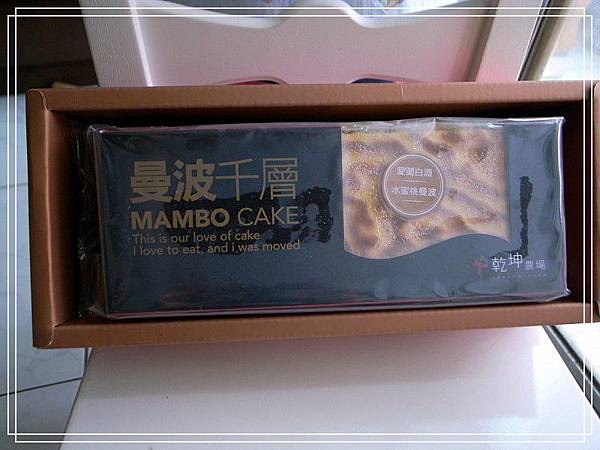 曼波千層
MAMBO CAKE
This is our love of cake
I love to eat, and i was moved
愛蘭白酒
水蜜桃曼波
乾坤農場